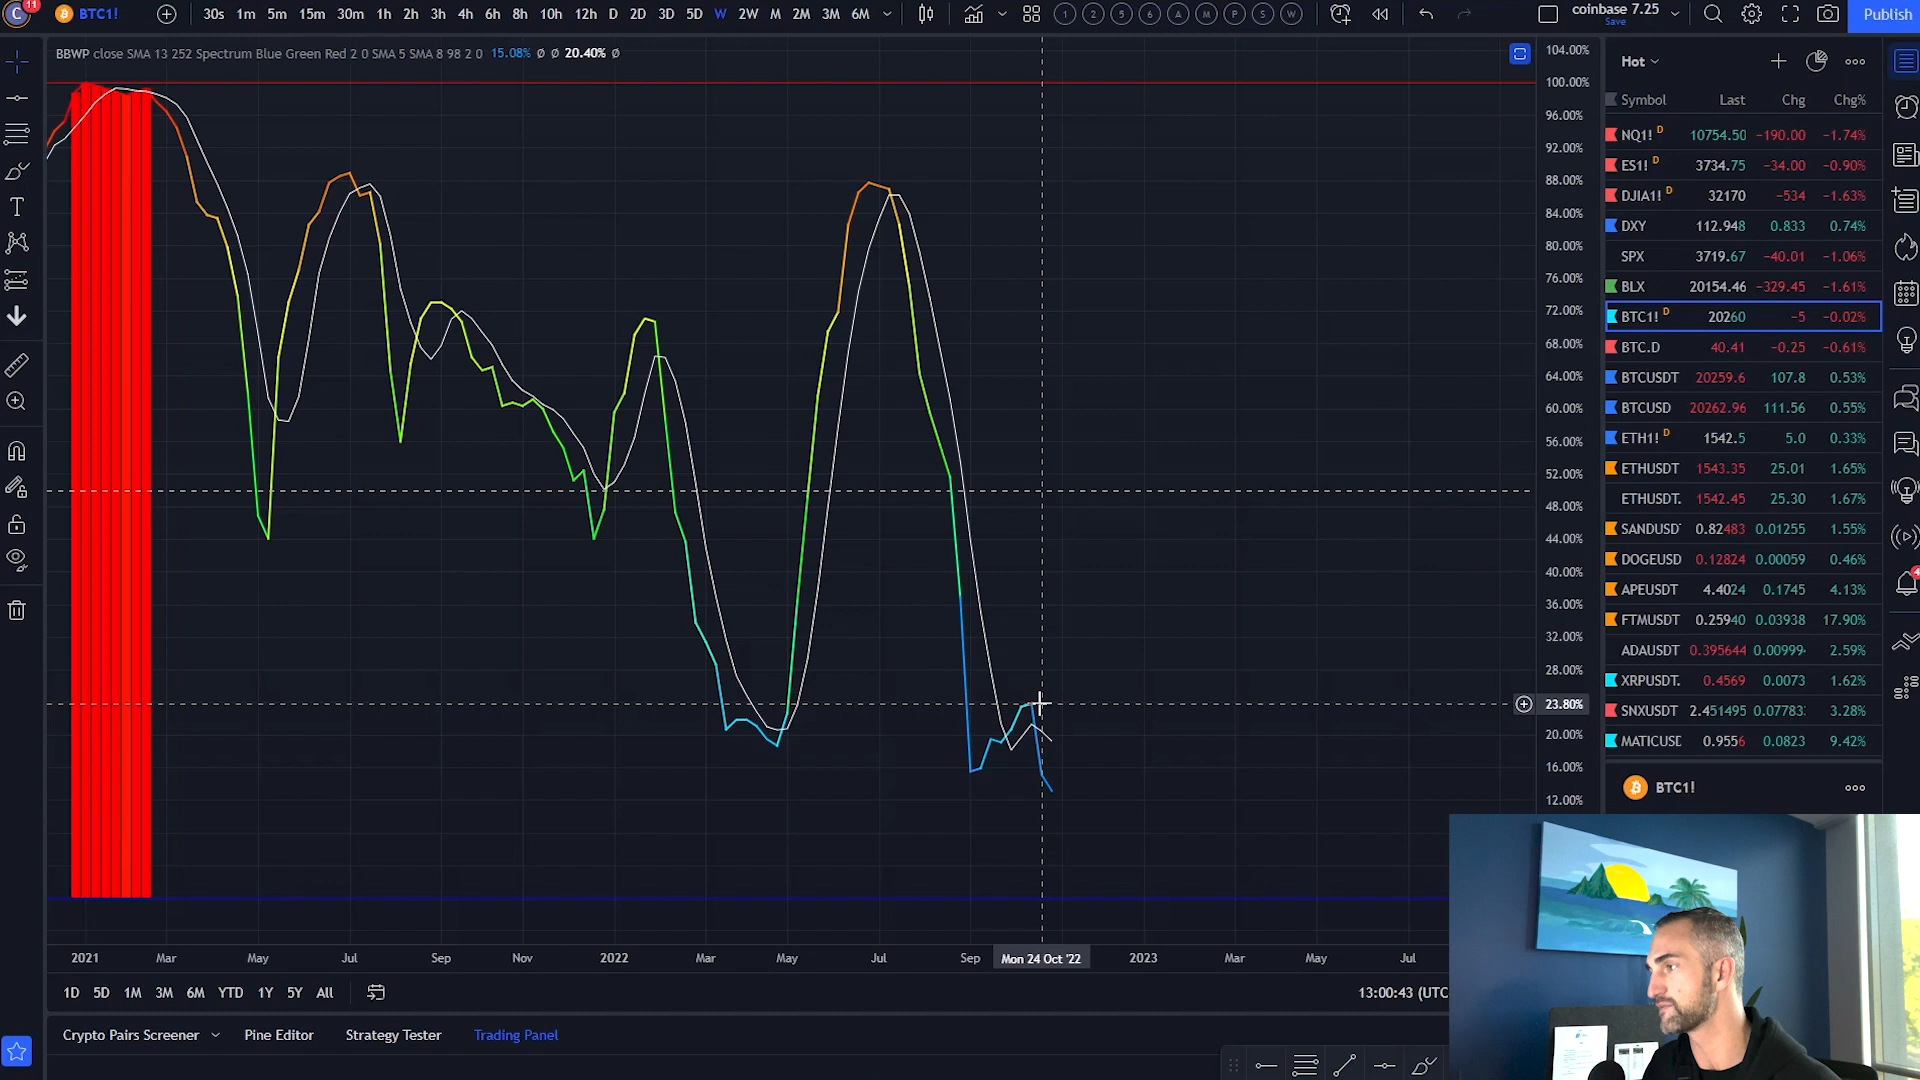 C 11 BTC1! 30s 1m 5m 15m 30m 1h 2h 3h 4h 6h 8h 10h 12h D 2D 3D 5D W 2W M 2M 3M 6M 1 2 5 6 A M P S W coinbase 7.25 Save Publish
BBWP close SMA 13 252 Spectrum Blue Green Red 2 0 SMA 5 SMA 8 98 2 0 15.08% ∅ ∅ 20.40% ∅
104.00%
100.00%
96.00%
92.00%
88.00%
84.00%
80.00%
76.00%
72.00%
68.00%
64.00%
60.00%
56.00%
52.00%
48.00%
44.00%
40.00%
36.00%
32.00%
28.00%
23.80%
20.00%
16.00%
12.00%
Hot
Symbol Last Chg Chg%
NQ1! D 10754.50 −190.00 −1.74%
ES1! D 3734.75 −34.00 −0.90%
DJIA1! D 32170 −534 −1.63%
DXY 112.948 0.833 0.74%
SPX 3719.67 −40.01 −1.06%
BLX 20154.46 −329.45 −1.61%
BTC1! D 20260 −5 −0.02%
BTC.D 40.41 −0.25 −0.61%
BTCUSDT 20259.6 107.8 0.53%
BTCUSD 20262.96 111.56 0.55%
ETH1! D 1542.5 5.0 0.33%
ETHUSDT 1543.35 25.01 1.65%
ETHUSDT. 1542.45 25.30 1.67%
SANDUSD 0.82483 0.01255 1.55%
DOGEUSD 0.12824 0.00059 0.46%
APEUSDT 4.4024 0.1745 4.13%
FTMUSDT 0.25940 0.03938 17.90%
ADAUSDT 0.395644 0.00999 2.59%
XRPUSDT. 0.4569 0.0073 1.62%
SNXUSDT 2.451495 0.07783 3.28%
MATICUSD 0.9556 0.0823 9.42%
BTC1!
2021 Mar May Jul Sep Nov 2022 Mar May Jul Sep Mon 24 Oct '22 2023 Mar May Jul
1D 5D 1M 3M 6M YTD 1Y 5Y All 13:00:43 (UTC
Crypto Pairs Screener Pine Editor Strategy Tester Trading Panel